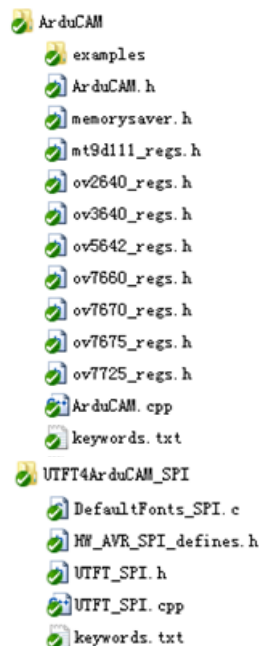 ArduCAM
examples
ArduCAM.h
memorysaver.h
mt9d111_regs.h
ov2640_regs.h
ov3640_regs.h
ov5642_regs.h
ov7660_regs.h
ov7670_regs.h
ov7675_regs.h
ov7725_regs.h
ArduCAM.cpp
keywords.txt
UTFT4ArduCAM_SPI
DefaultFonts_SPI.c
HW_AVR_SPI_defines.h
UTFT_SPI.h
UTFT_SPI.cpp
keywords.txt